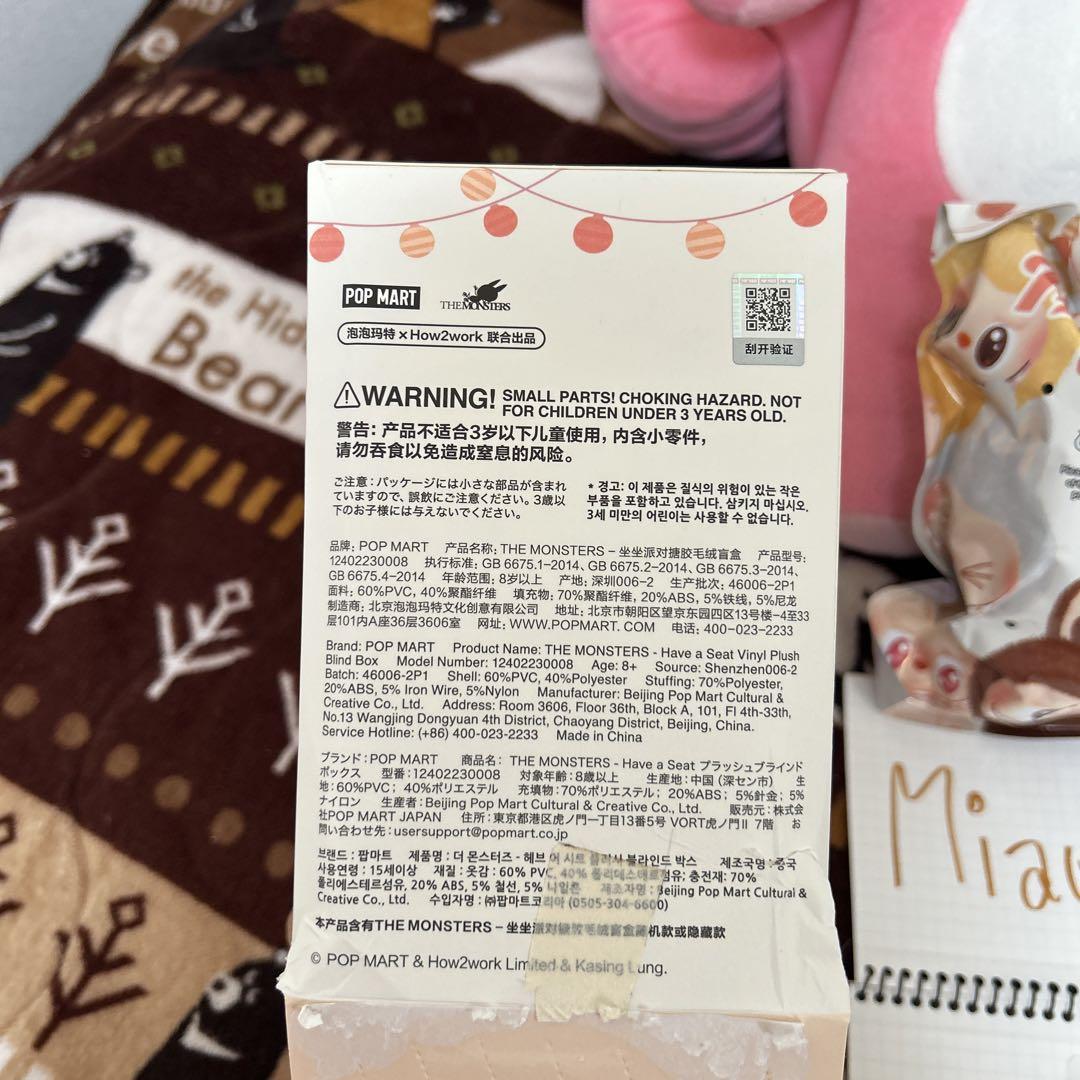 the Hid
Bear
POP MART THE MONSTERS
泡泡玛特×How2work 联合出品
刮开验证
WARNING! SMALL PARTS! CHOKING HAZARD. NOT
FOR CHILDREN UNDER 3 YEARS OLD.
警告: 产品不适合3岁以下儿童使用，内含小零件，
请勿吞食以免造成窒息的风险。
ご注意：パッケージには小さな部品が含まれ
ていますので、誤飲にご注意ください。3歳以
下のお子様には与えないでください。
* 경고: 이 제품은 질식의 위험이 있는 작은
부품을 포함하고 있습니다. 삼키지 마십시오.
3세 미만의 어린이는 사용할 수 없습니다.
品牌: POP MART 产品名称: THE MONSTERS – 坐坐派对搪胶毛绒盲盒 产品型号:
12402230008 执行标准: GB 6675.1–2014、GB 6675.2–2014、GB 6675.3–2014、
GB 6675.4–2014 年龄范围: 8岁以上 产地: 深圳006–2 生产批次: 46006–2P1
面料: 60%PVC, 40%聚酯纤维 填充物: 70%聚酯纤维, 20%ABS, 5%铁线, 5%尼龙
制造商: 北京泡泡玛特文化创意有限公司 地址: 北京市朝阳区望京东园四区13号楼–4至33
层101内A座36层3606室 网址: WWW.POPMART. COM 电话: 400–023–2233
Brand: POP MART Product Name: THE MONSTERS - Have a Seat Vinyl Plush
Blind Box Model Number: 12402230008 Age: 8+ Source: Shenzhen006-2
Batch: 46006-2P1 Shell: 60%PVC, 40%Polyester Stuffing: 70%Polyester,
20%ABS, 5% Iron Wire, 5%Nylon Manufacturer: Beijing Pop Mart Cultural &
Creative Co., Ltd. Address: Room 3606, Floor 36th, Block A, 101, Fl 4th-33th,
No.13 Wangjing Dongyuan 4th District, Chaoyang District, Beijing, China.
Service Hotline: (+86) 400-023-2233 Made in China
ブランド：POP MART 商品名： THE MONSTERS - Have a Seat プラッシュブラインド
ボックス 型番：12402230008 対象年齢：8歳以上 生産地：中国（深セン市） 生
地：60%PVC； 40%ポリエステル 充填物：70%ポリエステル； 20%ABS；5%針金；5%
ナイロン 生産者：Beijing Pop Mart Cultural & Creative Co., Ltd. 販売元：株式会
社POP MART JAPAN 住所：東京都港区虎ノ門一丁目13番5号 VORT虎ノ門Ⅱ 7階 お
問い合わせ先：usersupport@popmart.co.jp
브랜드 : 팝마트 제품명 : 더 몬스터즈 - 헤브 어 시트 플러시 블라인드 박스 제조국명 : 중국
사용연령 : 15세이상 재질 : 옷감 : 60% PVC, 40% 폴리에스테르섬유; 충전재: 70%
폴리에스테르섬유, 20% ABS, 5% 철선, 5% 나일론 제조자명 : Beijing Pop Mart Cultural &
Creative Co., Ltd. 수입자명 : ㈜팝마트코리아 (0505-304-6600)
本产品含有THE MONSTERS – 坐坐派对搪胶毛绒盲盒随机款或隐藏款
© POP MART & How2work Limited & Kasing Lung.
Miau